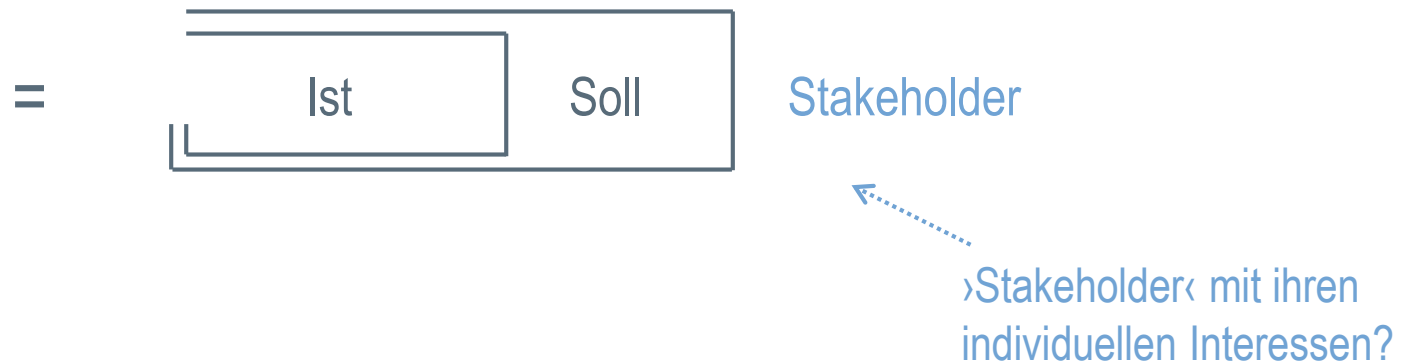 = Ist Soll Stakeholder
›Stakeholder‹ mit ihren
individuellen Interessen?